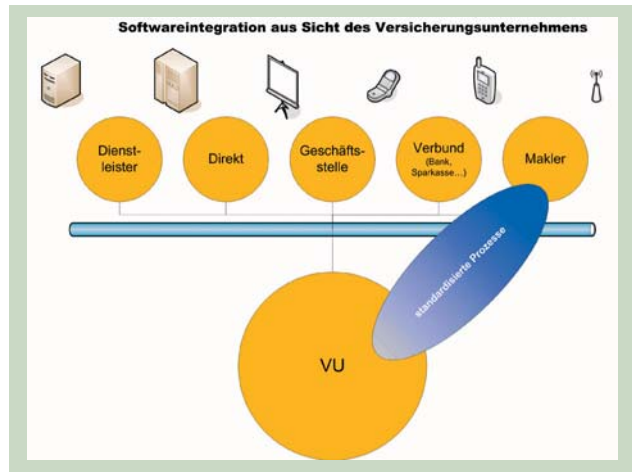 Softwareintegration aus Sicht des Versicherungsunternehmens
Dienst-
leister
Direkt
Geschäfts-
stelle
Verbund
(Bank,
Sparkasse...)
Makler
standardisierte Prozesse
VU